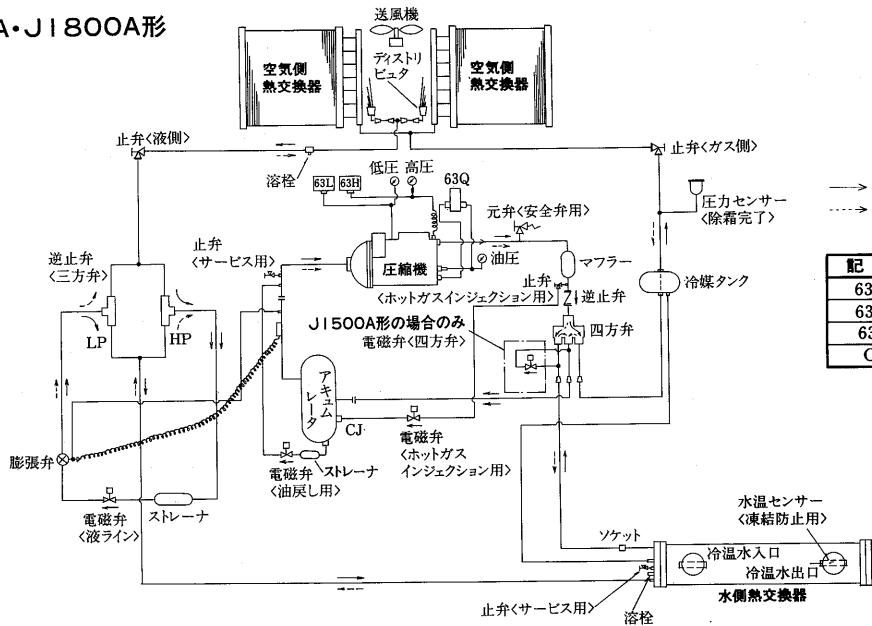 A・J1800A形
送風機
空気側
熱交換器
ディストリ
ビュタ
空気側
熱交換器
止弁<液側>
溶栓
低圧 高圧
63L
63H
63Q
止弁<ガス側>
圧力センサー
<除霜完了>
元弁<安全弁用>
逆止弁
<三方弁>
止弁
<サービス用>
圧縮機
油圧
マフラー
止弁
<ホットガスインジェクション用>
逆止弁
冷媒タンク
記
63
63
63
C
LP
HP
J1500A形の場合のみ
電磁弁<四方弁>
四方弁
アキュム
レータ
CJ
膨張弁
電磁弁
<油戻し用>
ストレーナ
電磁弁
<ホットガス
インジェクション用>
電磁弁
<液ライン>
ストレーナ
水温センサー
<凍結防止用>
ソケット
冷温水入口
冷温水出口
水側熱交換器
止弁<サービス用>
溶栓